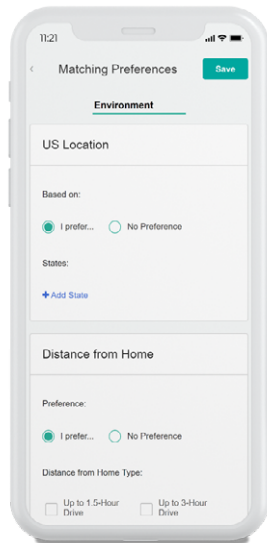 11:21
Matching Preferences
Save
Environment
US Location
Based on:
I prefer... No Preference
States:
+ Add State
Distance from Home
Preference:
I prefer... No Preference
Distance from Home Type:
Up to 1.5-Hour Up to 3-Hour
Drive Drive